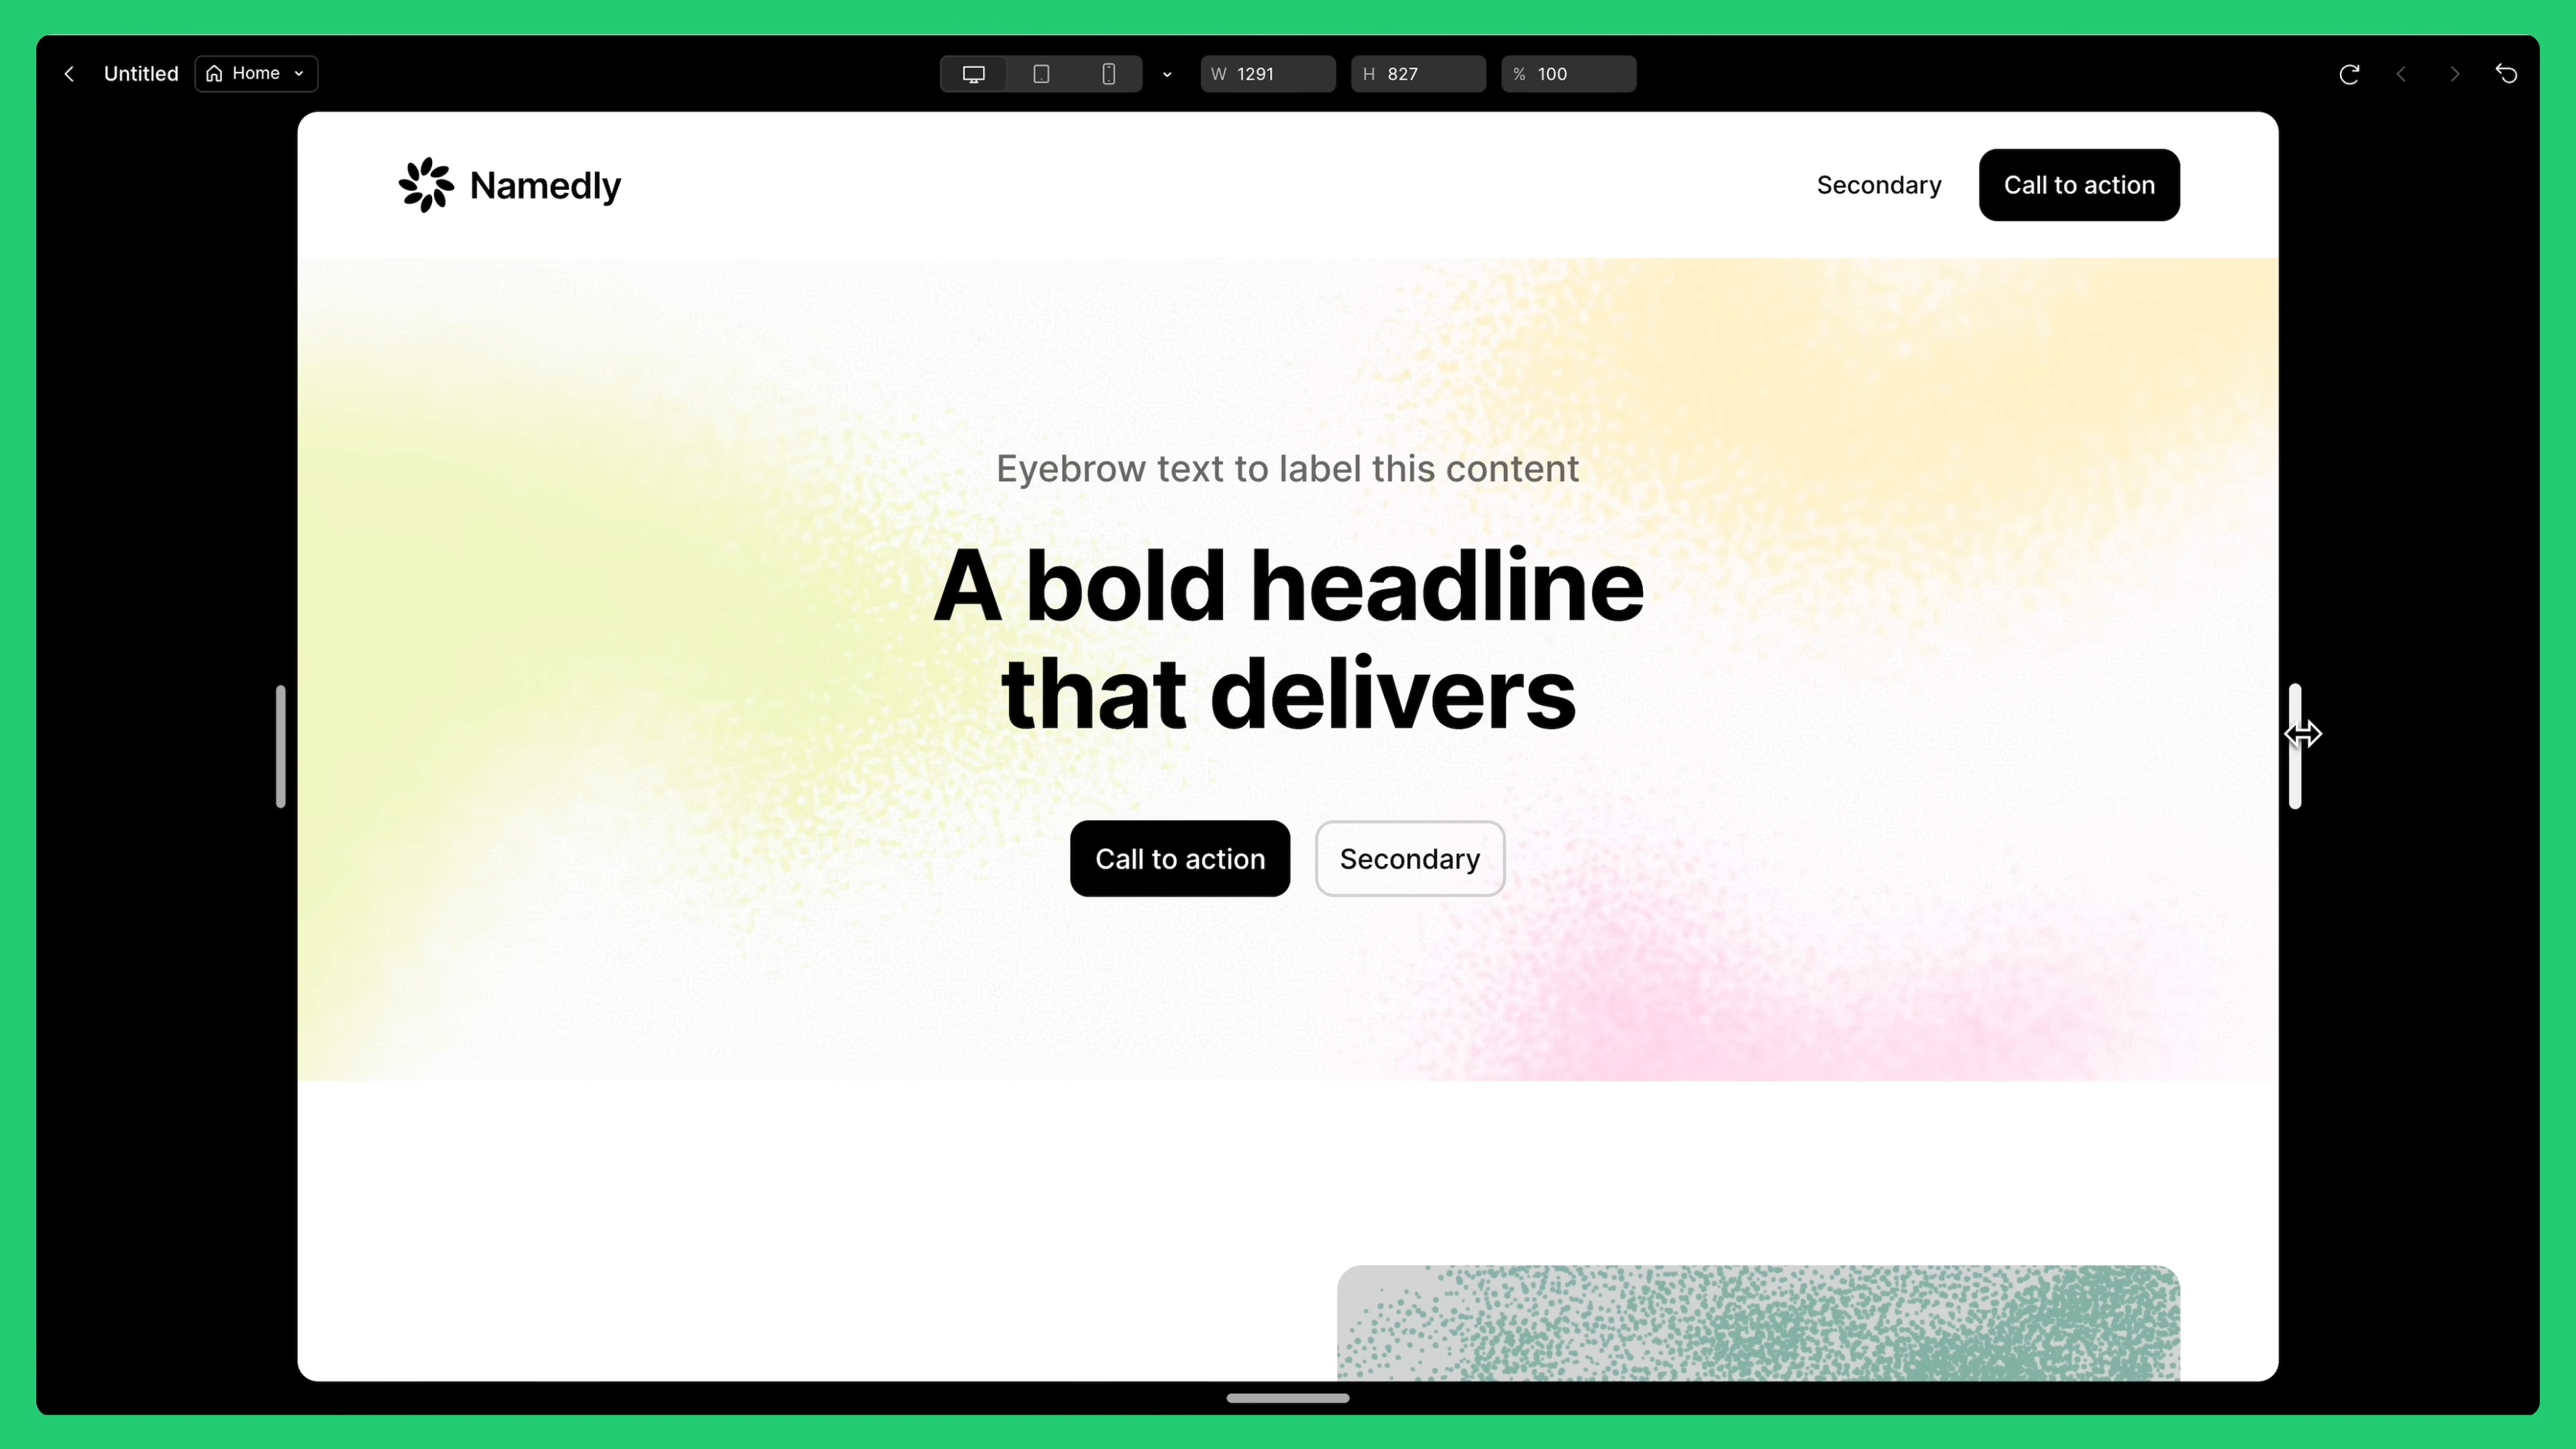 Untitled Home W 1291 H 827 % 100
Namedly Secondary Call to action
Eyebrow text to label this content
A bold headline
that delivers
Call to action Secondary